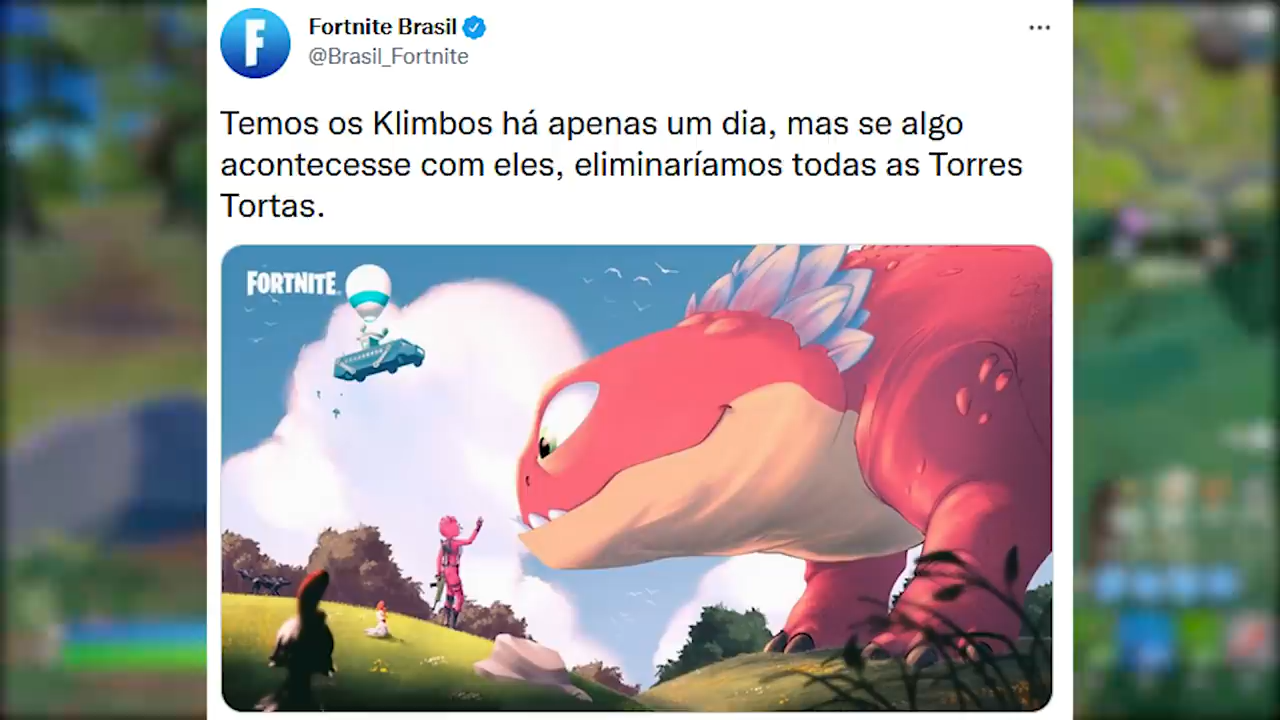 Fortnite Brasil
@Brasil_Fortnite
Temos os Klimbos há apenas um dia, mas se algo
acontecesse com eles, eliminaríamos todas as Torres
Tortas.
FORTNITE